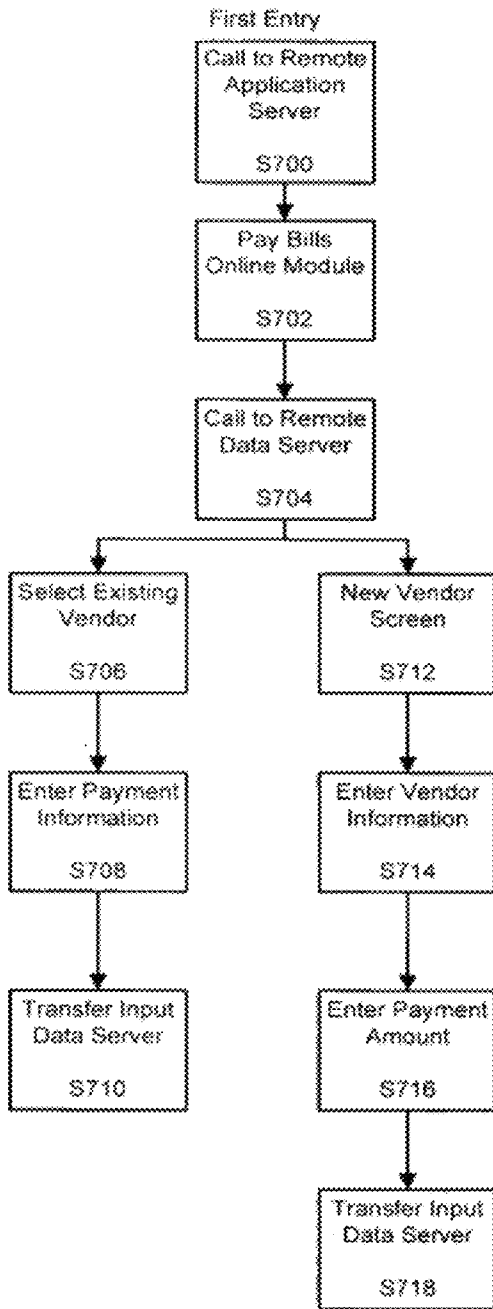 First Entry
Call to Remote
Application
Server
S700
Pay Bills
Online Module
S702
Call to Remote
Data Server
S704
Select Existing
Vendor
S706
Enter Payment
Information
S708
Transfer Input
Data Server
S710
New Vendor
Screen
S712
Enter Vendor
Information
S714
Enter Payment
Amount
S716
Transfer Input
Data Server
S718